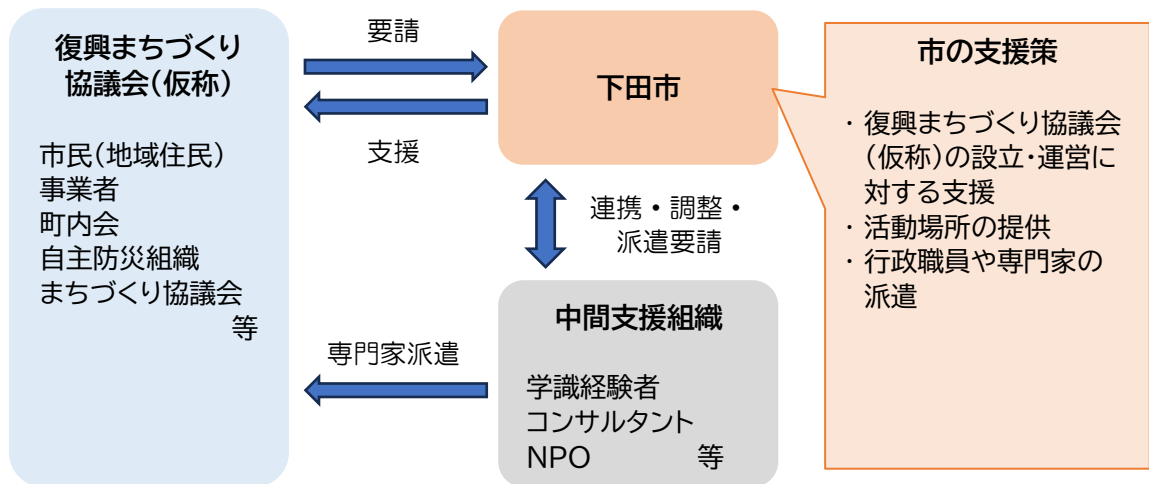 復興まちづくり
協議会(仮称)
市民(地域住民)
事業者
町内会
自主防災組織
まちづくり協議会
等
要請
支援
専門家派遣
下田市
連携・調整・
派遣要請
中間支援組織
学識経験者
コンサルタント
NPO 等
市の支援策
・復興まちづくり協議会
(仮称)の設立・運営に
対する支援
・活動場所の提供
・行政職員や専門家の
派遣